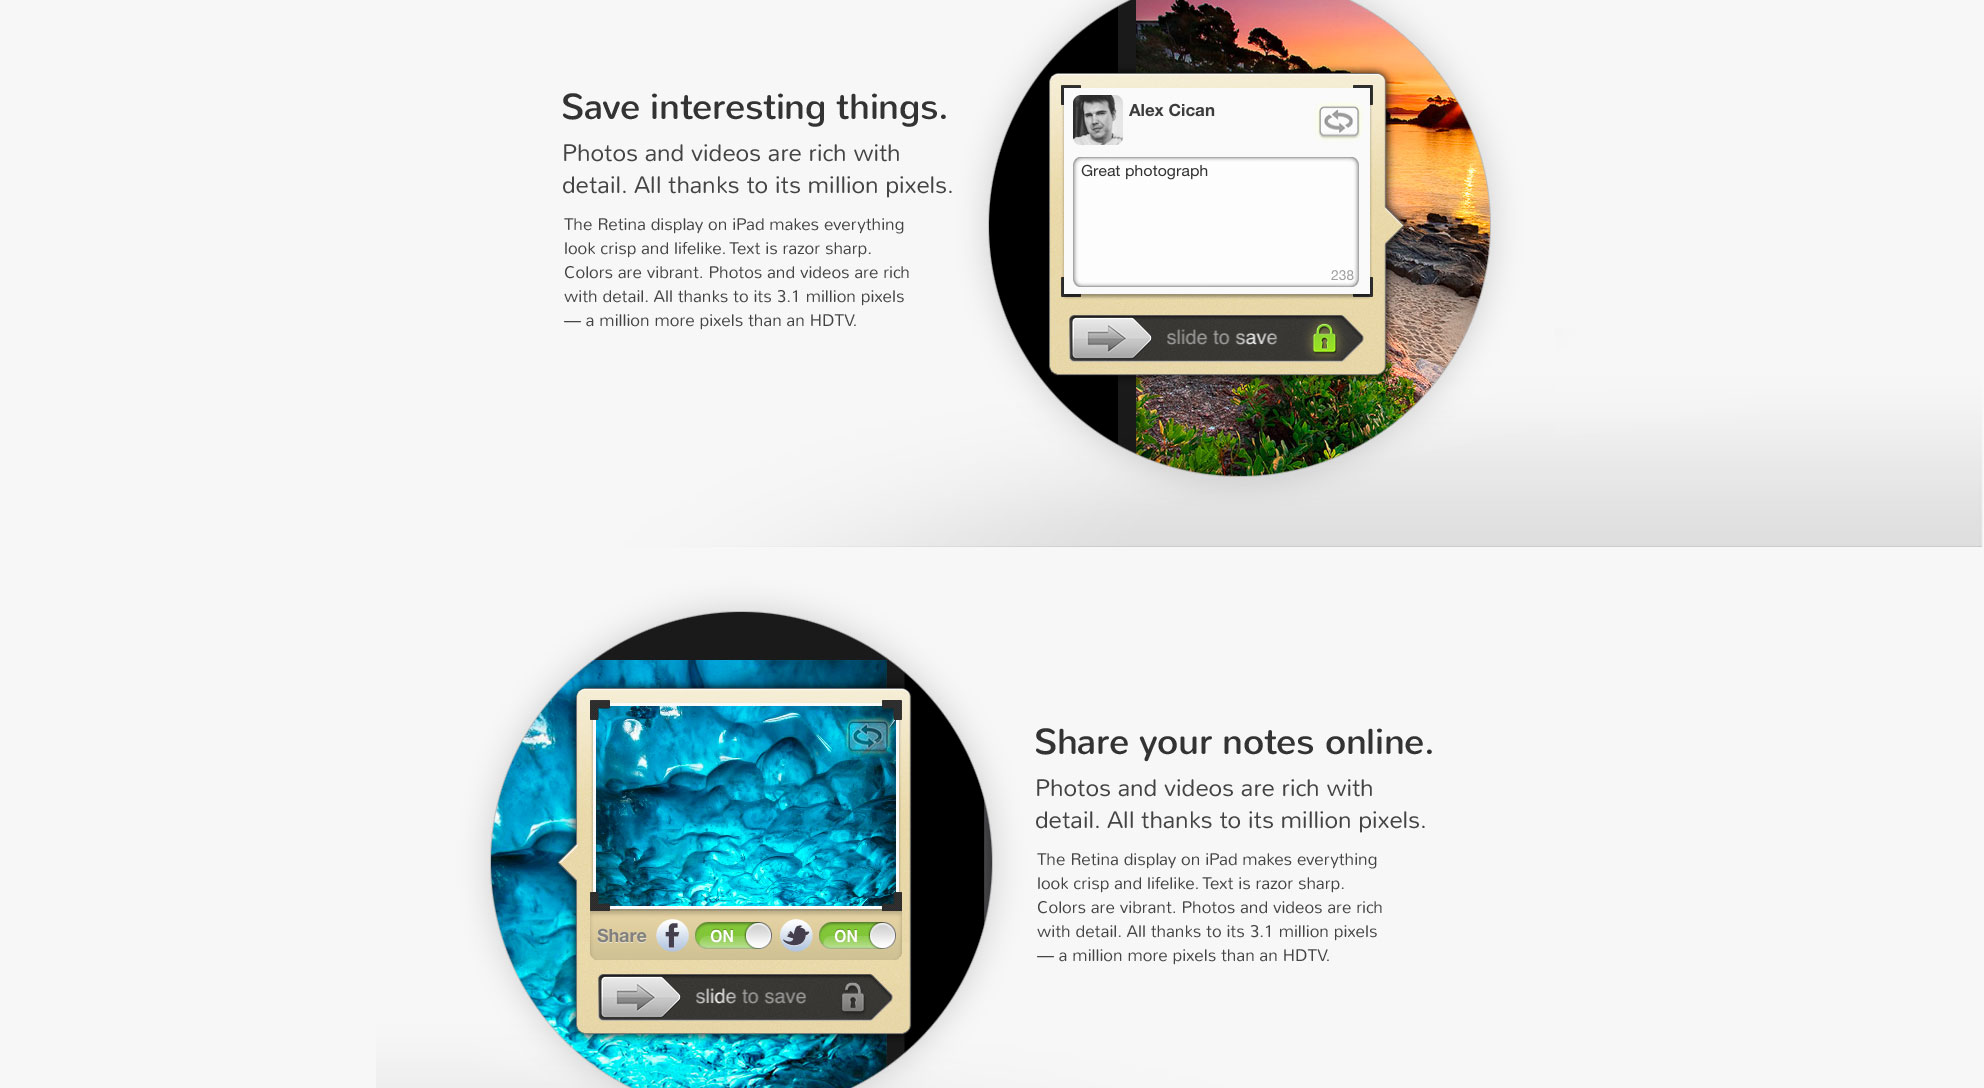 Save interesting things.
Photos and videos are rich with
detail. All thanks to its million pixels.
The Retina display on iPad makes everything
look crisp and lifelike. Text is razor sharp.
Colors are vibrant. Photos and videos are rich
with detail. All thanks to its 3.1 million pixels
— a million more pixels than an HDTV.
Alex Cican
Great photograph
238
slide to save
Share ON ON
slide to save
Share your notes online.
Photos and videos are rich with
detail. All thanks to its million pixels.
The Retina display on iPad makes everything
look crisp and lifelike. Text is razor sharp.
Colors are vibrant. Photos and videos are rich
with detail. All thanks to its 3.1 million pixels
— a million more pixels than an HDTV.